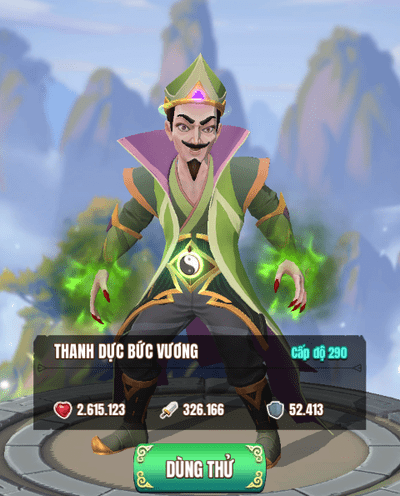 THANH DỰC BỨC VƯƠNG
Cấp độ 290
2.615.123
326.166
52.413
DÙNG THỬ